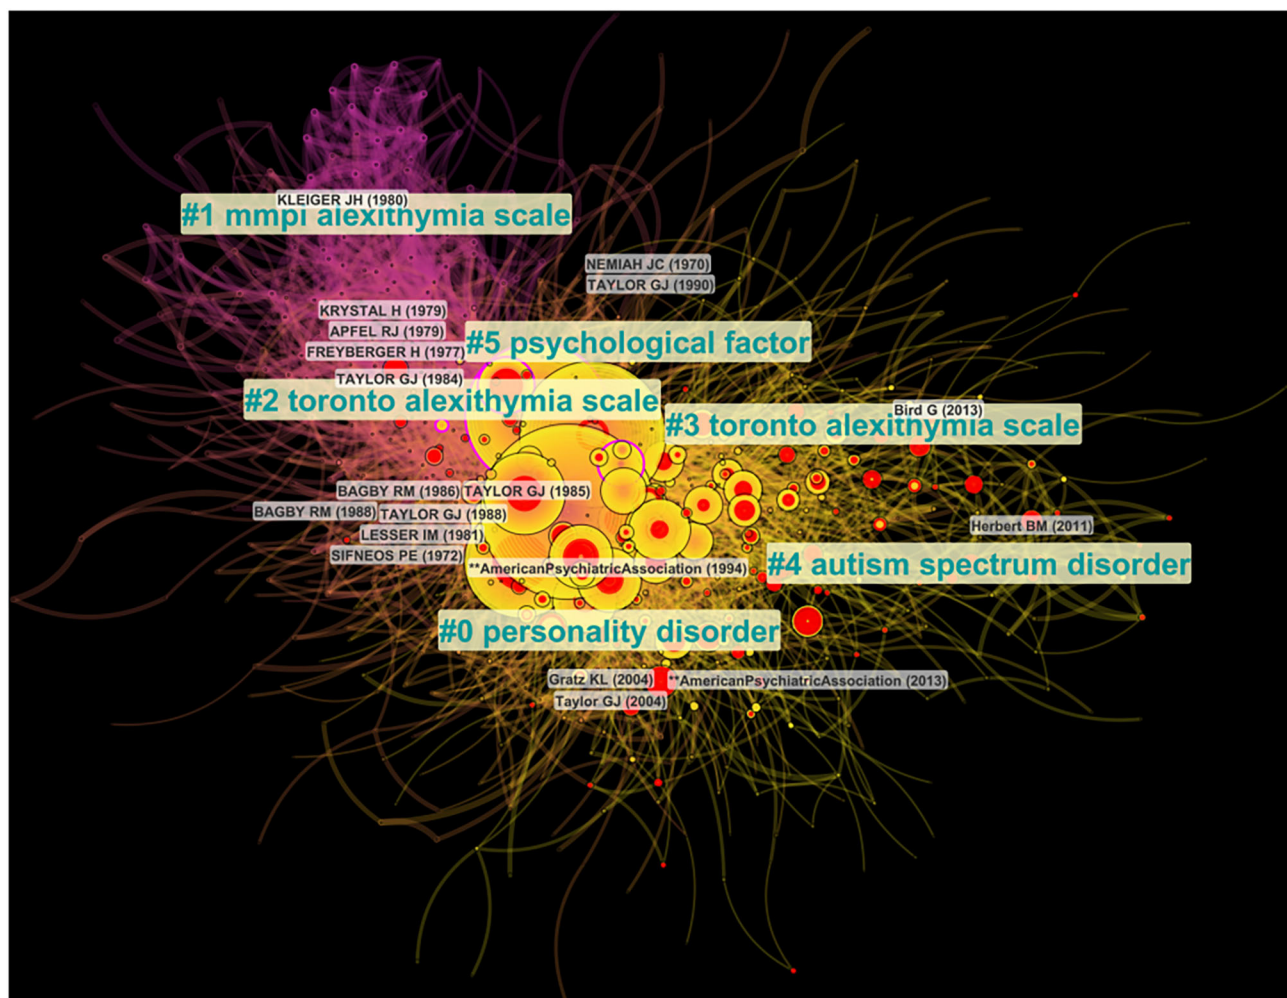 KLEIGER JH (1980)
#1 mmpi alexithymia scale
NEMIAH JC (1970)
TAYLOR GJ (1990)
KRYSTAL H (1979)
APFEL RJ (1979)
#5 psychological factor
FREYBERGER H (1977)
TAYLOR GJ (1984)
#2 toronto alexithymia scale
Bird G (2013)
#3 toronto alexithymia scale
BAGBY RM (1986) TAYLOR GJ (1985)
BAGBY RM (1988) TAYLOR GJ (1988)
Herbert BM (2011)
LESSER IM (1981)
SIFNEOS PE (1972)
#4 autism spectrum disorder
**AmericanPsychiatricAssociation (1994)
#0 personality disorder
Gratz KL (2004) **AmericanPsychiatricAssociation (2013)
Taylor GJ (2004)